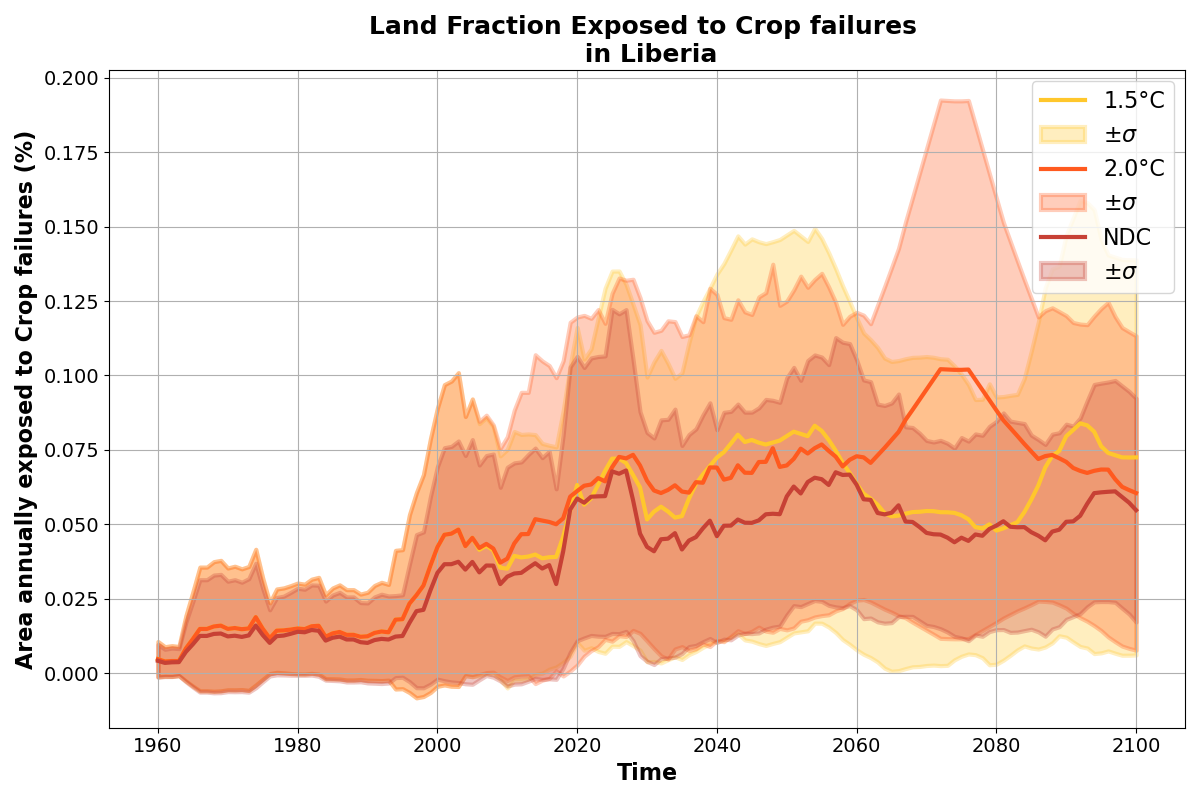 Land Fraction Exposed to Crop failures
in Liberia
Area annually exposed to Crop failures (%)
0.200
0.175
0.150
0.125
0.100
0.075
0.050
0.025
0.000
1.5°C
±σ
2.0°C
±σ
NDC
±σ
1960 1980 2000 2020 2040 2060 2080 2100
Time